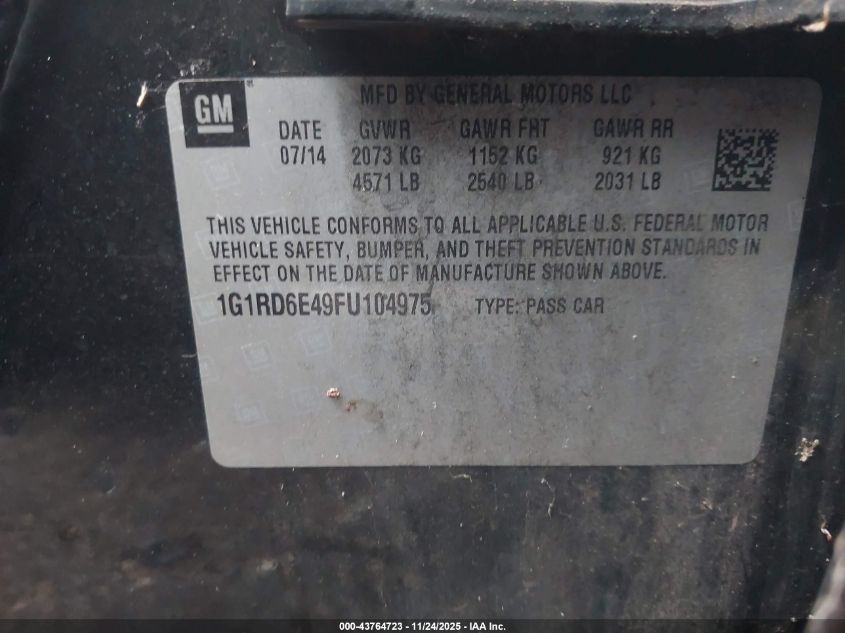 GM
MFD BY GENERAL MOTORS LLC
DATE GVWR GAWR FRT GAWR RR
07/14 2073 KG 1152 KG 921 KG
4571 LB 2540 LB 2031 LB
THIS VEHICLE CONFORMS TO ALL APPLICABLE U.S. FEDERAL MOTOR
VEHICLE SAFETY, BUMPER, AND THEFT PREVENTION STANDARDS IN
EFFECT ON THE DATE OF MANUFACTURE SHOWN ABOVE.
1G1RD6E49FU104975 TYPE: PASS CAR
000-43764723 - 11/24/2025 - IAA Inc.